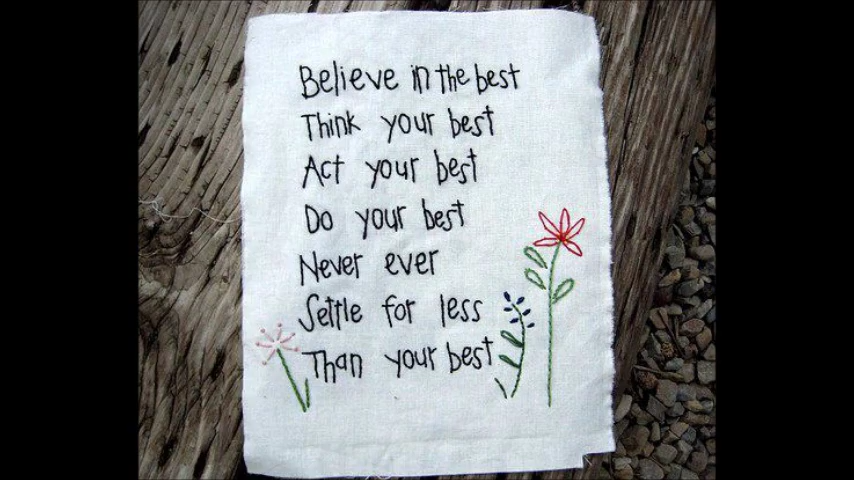 Believe in the best
Think your best
Act your best
Do your best
Never ever
Settle for less
Than your best